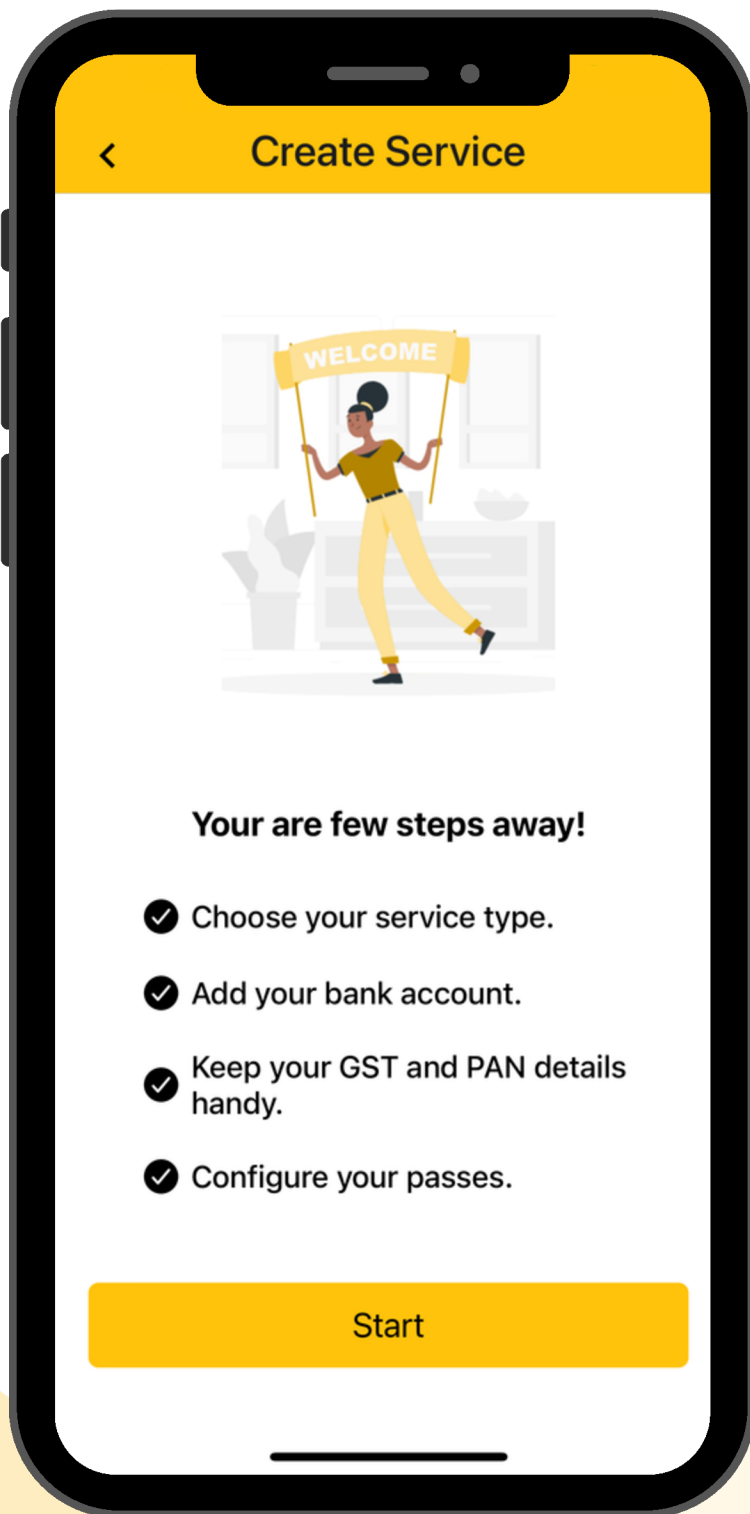 Create Service
WELCOME
Your are few steps away!
Choose your service type.
Add your bank account.
Keep your GST and PAN details
handy.
Configure your passes.
Start